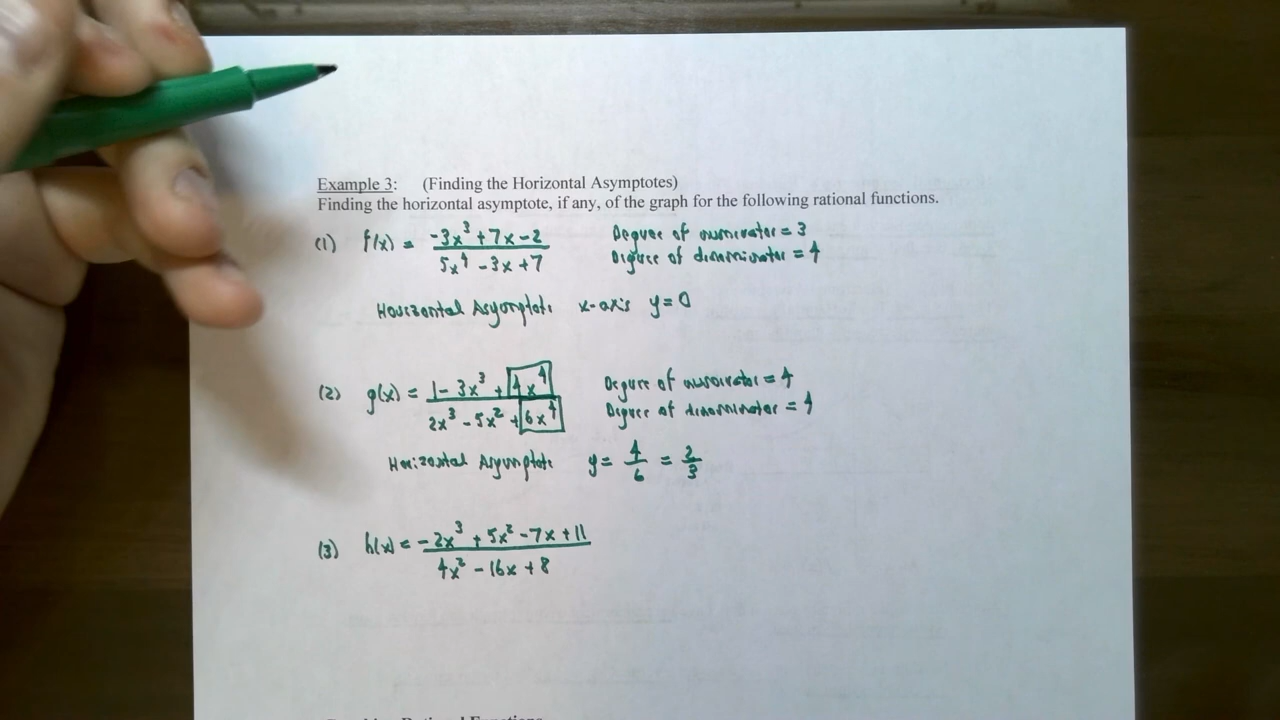 Example 3: (Finding the Horizontal Asymptotes)
Finding the horizontal asymptote, if any, of the graph for the following rational functions.
(1) f(x) = (-3x³ + 7x - 2)/(5x⁴ - 3x + 7) Degree of numerator = 3
Degree of denominator = 4
Horizontal Asymptote x-axis y = 0
(2) g(x) = (1 - 3x³ + 4x⁴)/(2x³ - 5x² + 6x⁴) Degree of numerator = 4
Degree of denominator = 4
Horizontal Asymptote y = 4/6 = 2/3
(3) h(x) = (-2x³ + 5x² - 7x + 11)/(4x² - 16x + 8)
Rational Functions